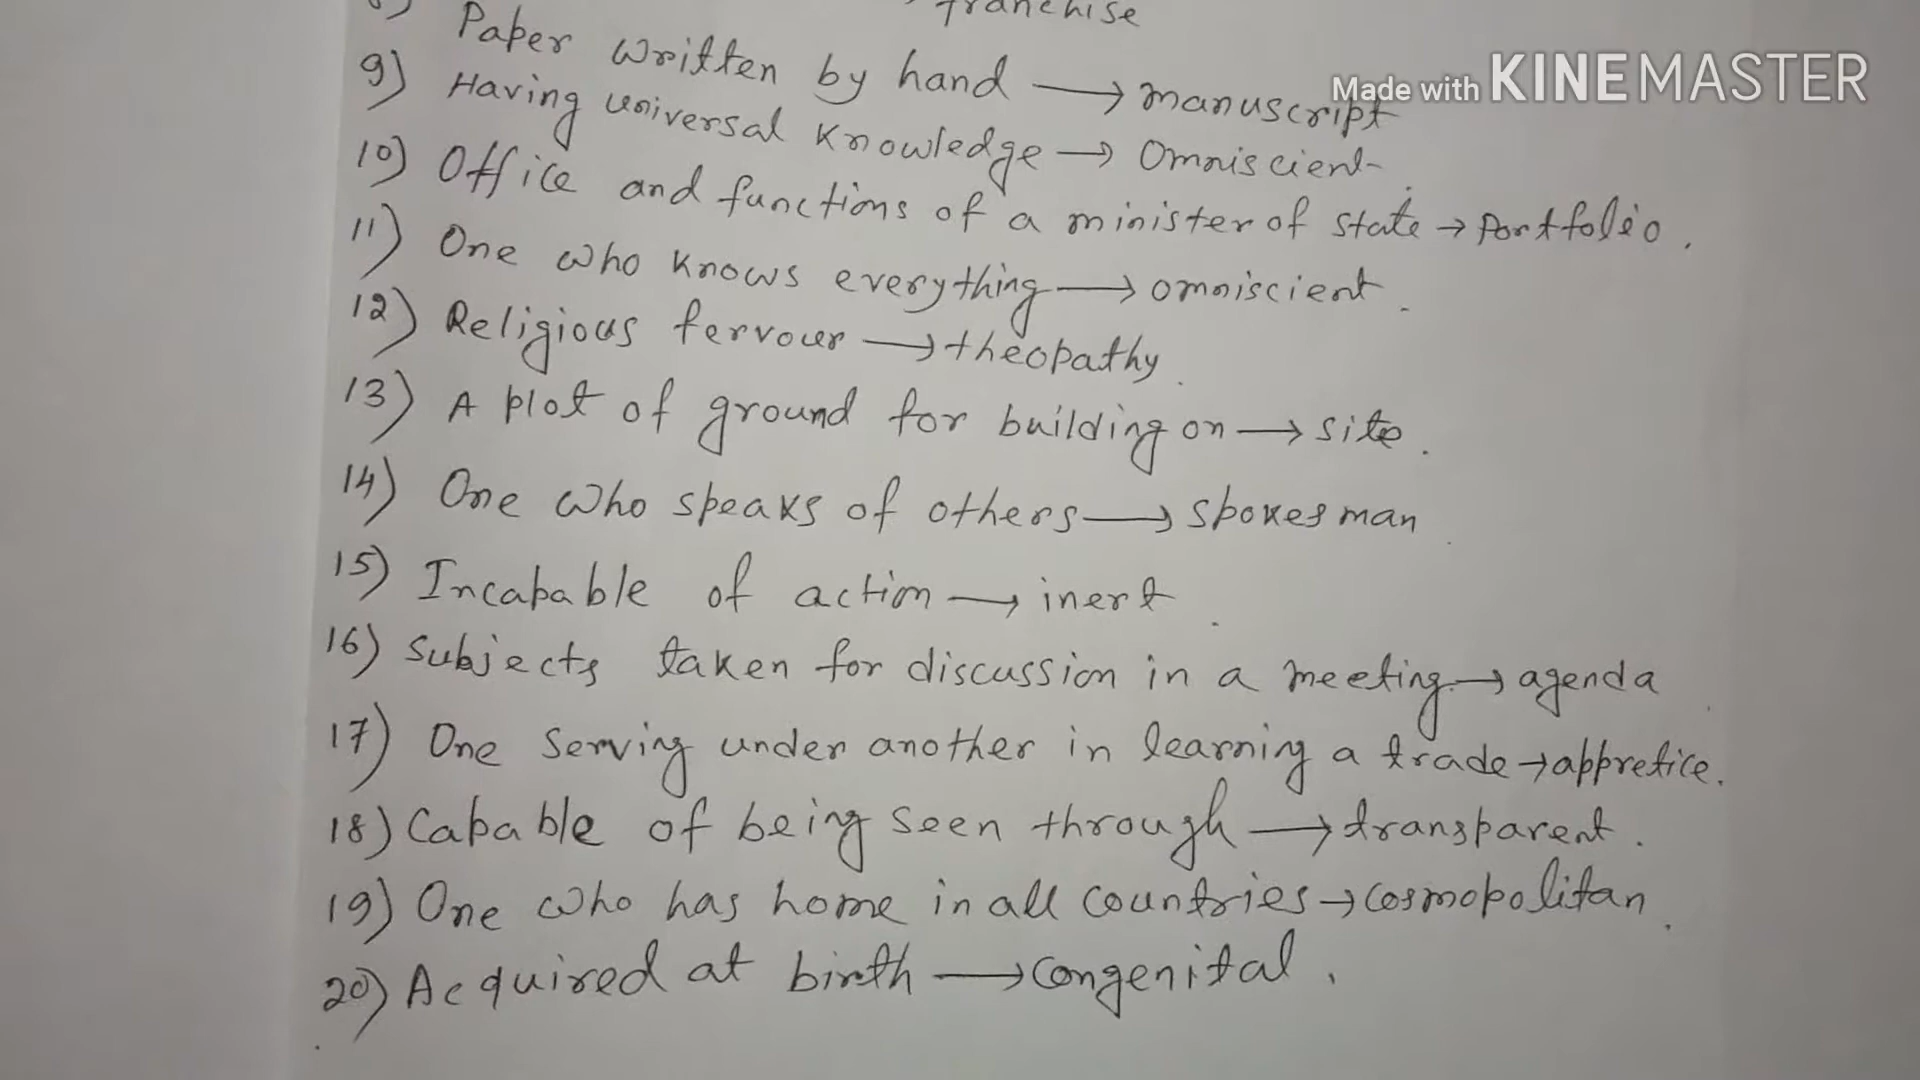 franchise
8) Paper written by hand → manuscript
Made with KINEMASTER
9) Having universal knowledge → Omniscient
10) Office and functions of a minister of state → Portfolio.
11) One who knows everything → omniscient.
12) Religious fervour → theopathy.
13) A plot of ground for building on → site.
14) One who speaks of others → spokesman
15) Incapable of action → inert.
16) Subjects taken for discussion in a meeting → agenda
17) One serving under another in learning a trade → appretice.
18) Capable of being seen through → transparent.
19) One who has home in all countries → cosmopolitan.
20) Acquired at birth → congenital.